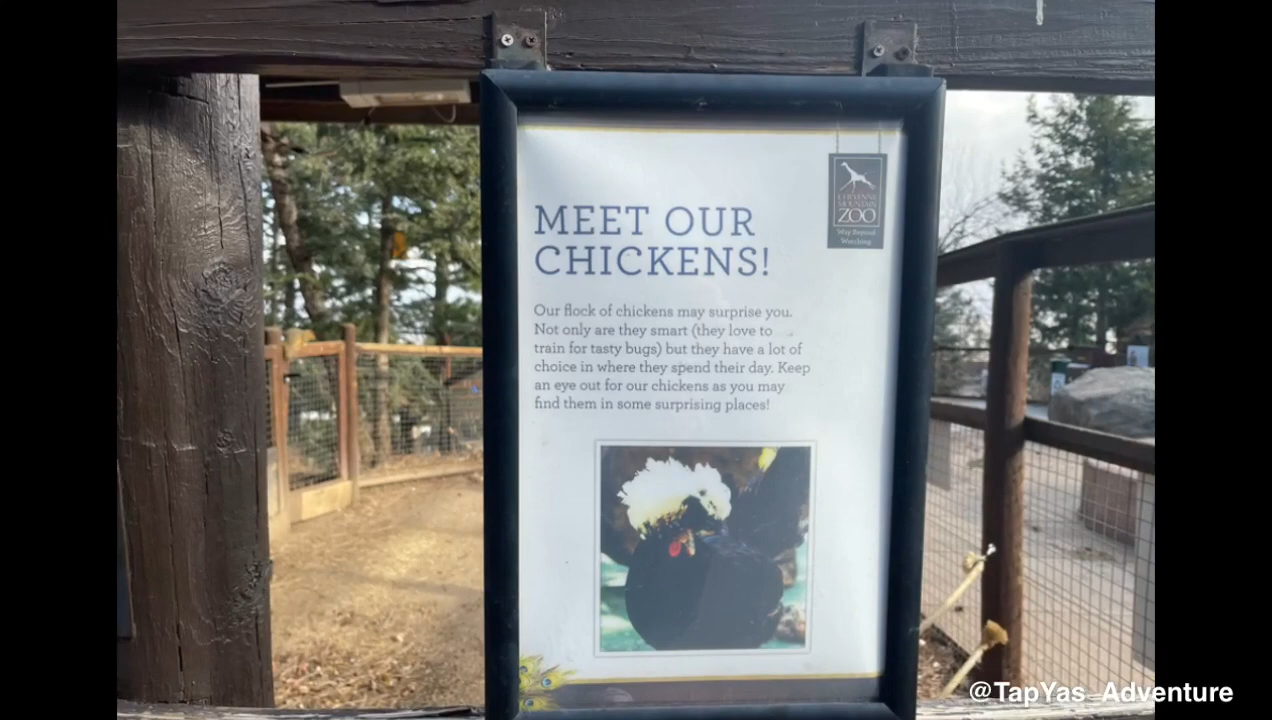 CHEYENNE
MOUNTAIN
ZOO
Way Beyond
Watching
MEET OUR
CHICKENS!
Our flock of chickens may surprise you.
Not only are they smart (they love to
train for tasty bugs) but they have a lot of
choice in where they spend their day. Keep
an eye out for our chickens as you may
find them in some surprising places!
@TapYas_Adventure